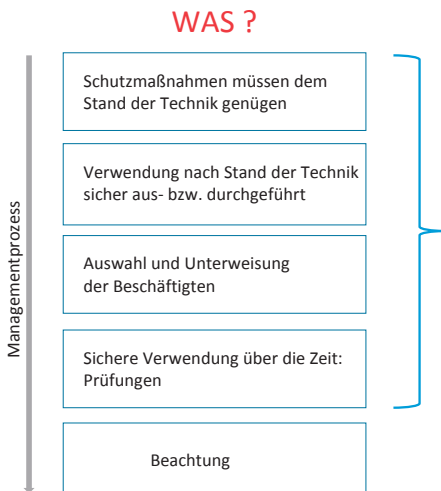 WAS ?
Schutzmaßnahmen müssen dem
Stand der Technik genügen
Verwendung nach Stand der Technik
sicher aus- bzw. durchgeführt
Managementprozess
Auswahl und Unterweisung
der Beschäftigten
Sichere Verwendung über die Zeit:
Prüfungen
Beachtung